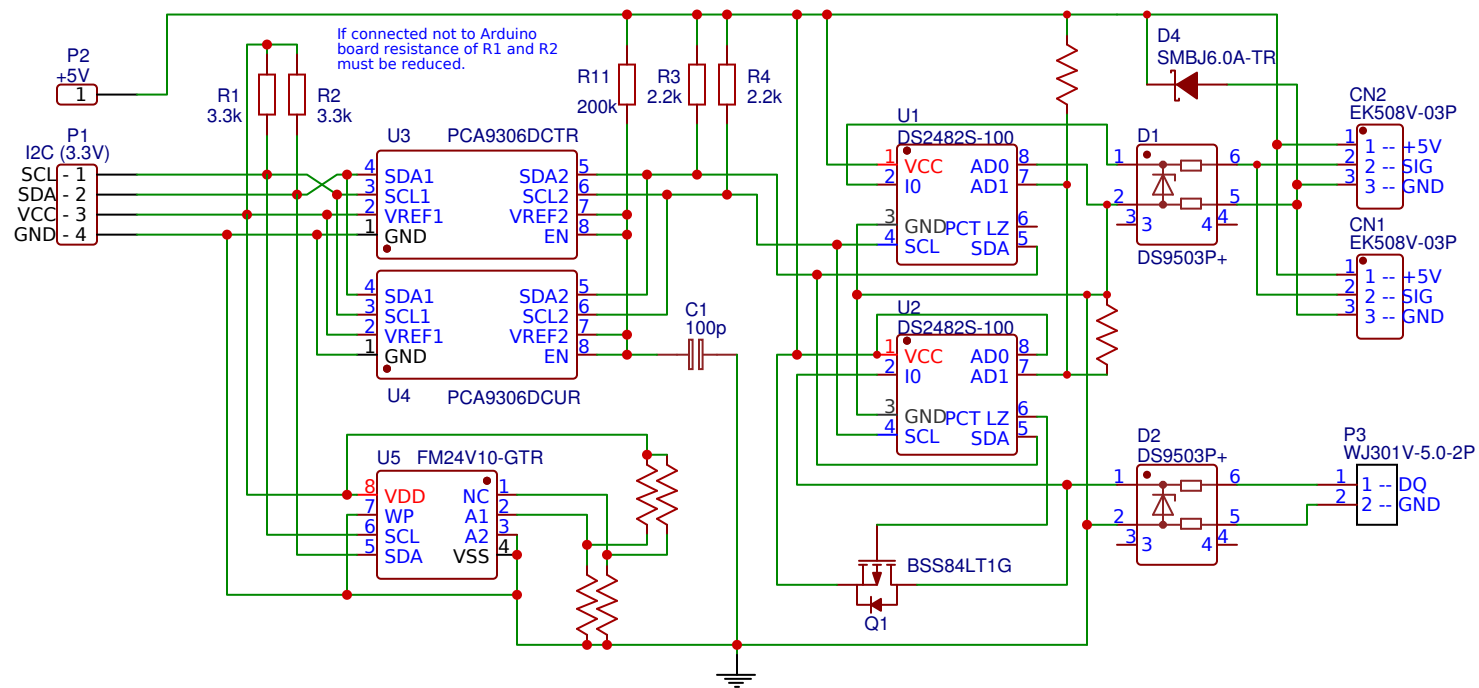 If connected not to Arduino
board resistance of R1 and R2
must be reduced.
P2
+5V
1
R1
3.3k
R2
3.3k
R11
200k
R3
2.2k
R4
2.2k
D4
SMBJ6.0A-TR
P1
I2C (3.3V)
SCL - 1
SDA - 2
VCC - 3
GND - 4
U3
PCA9306DCTR
4 SDA1 SDA2 5
3 SCL1 SCL2 6
2 VREF1 VREF2 7
1 GND EN 8
4 SDA1 SDA2 5
3 SCL1 SCL2 6
2 VREF1 VREF2 7
1 GND EN 8
U4
PCA9306DCUR
C1
100p
U5
FM24V10-GTR
8 VDD NC 1
7 WP A1 2
6 SCL A2 3
5 SDA VSS 4
U1
DS2482S-100
1 VCC AD0 8
2 I0 AD1 7
3 GND PCT LZ 6
4 SCL SDA 5
U2
DS2482S-100
1 VCC AD0 8
2 I0 AD1 7
3 GND PCT LZ 6
4 SCL SDA 5
BSS84LT1G
Q1
D1
1 6
2 5
3 3 4 4
DS9503P+
D2
DS9503P+
1 6
2 5
3 3 4 4
CN2
EK508V-03P
1 1 -- +5V
2 2 -- SIG
3 3 -- GND
CN1
EK508V-03P
1 1 -- +5V
2 2 -- SIG
3 3 -- GND
P3
WJ301V-5.0-2P
1 1 -- DQ
2 2 -- GND